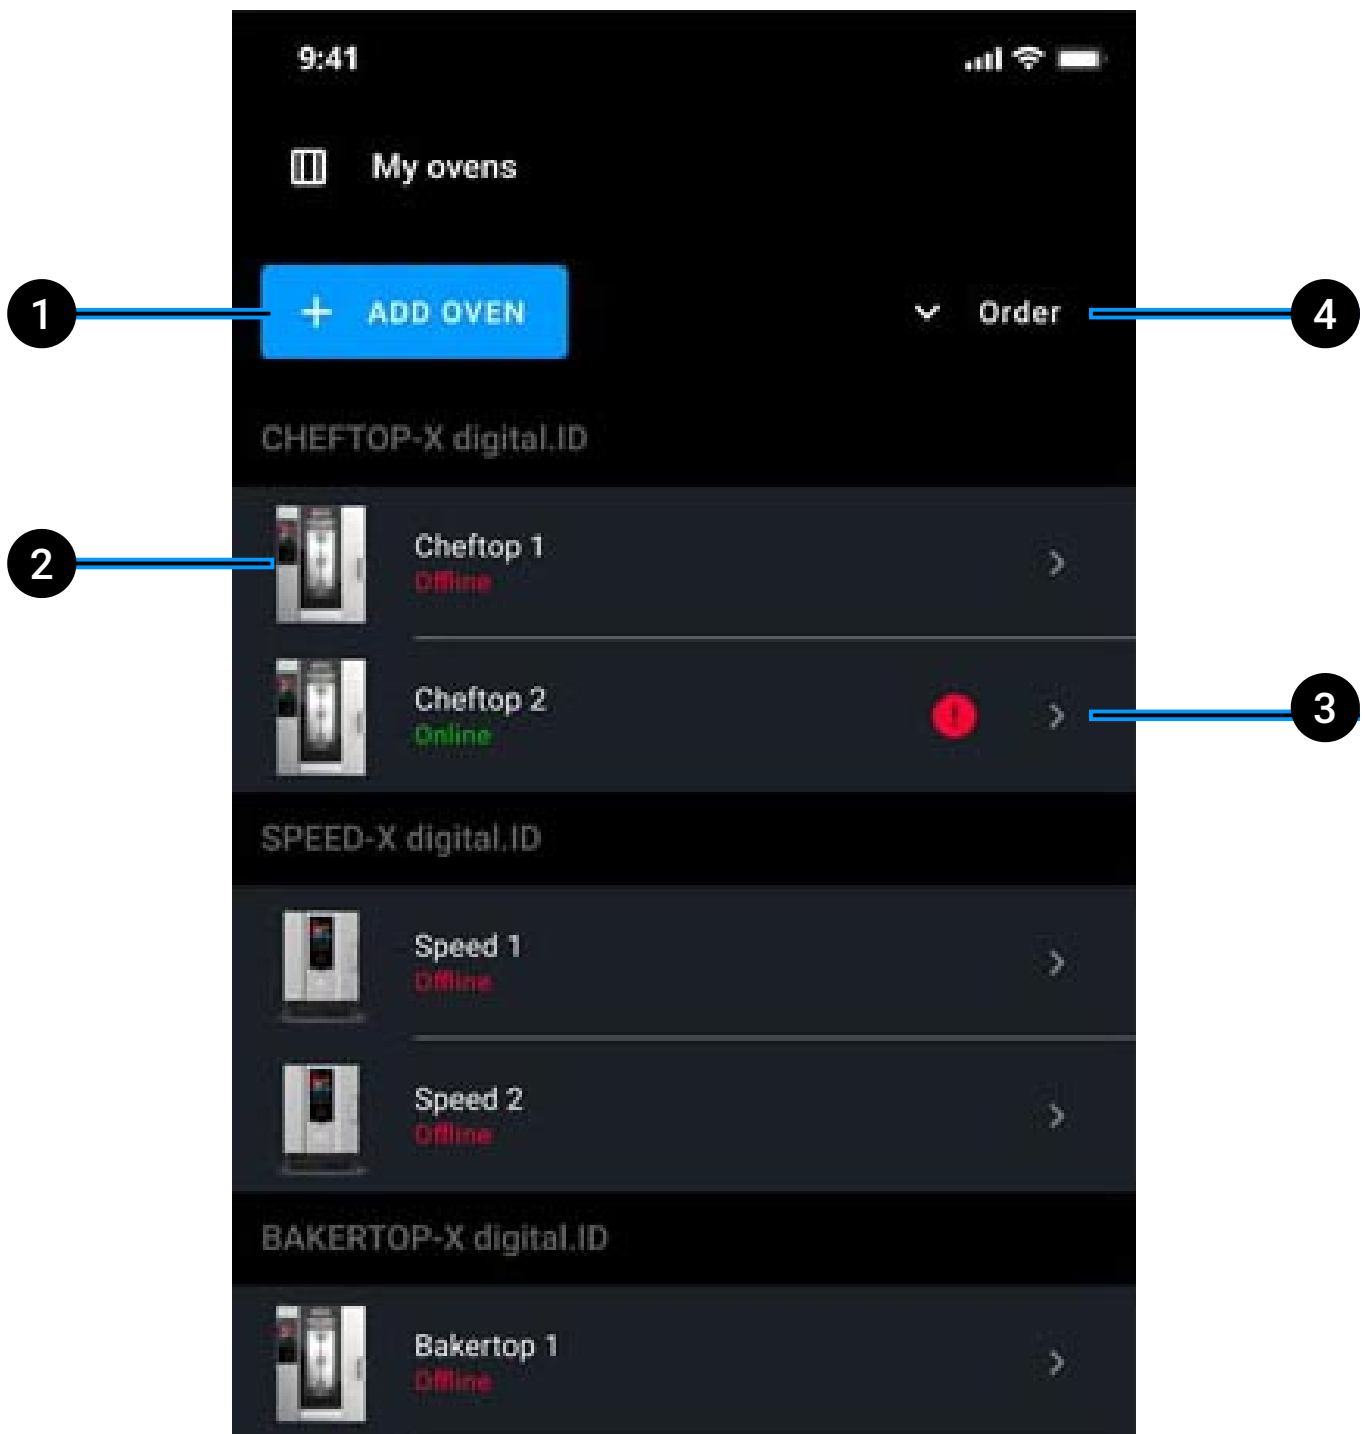 9:41
My ovens
1
+ ADD OVEN
Order
4
CHEFTOP-X digital.ID
2
Cheftop 1
Offline
Cheftop 2
Online
!
3
SPEED-X digital.ID
Speed 1
Offline
Speed 2
Offline
BAKERTOP-X digital.ID
Bakertop 1
Offline